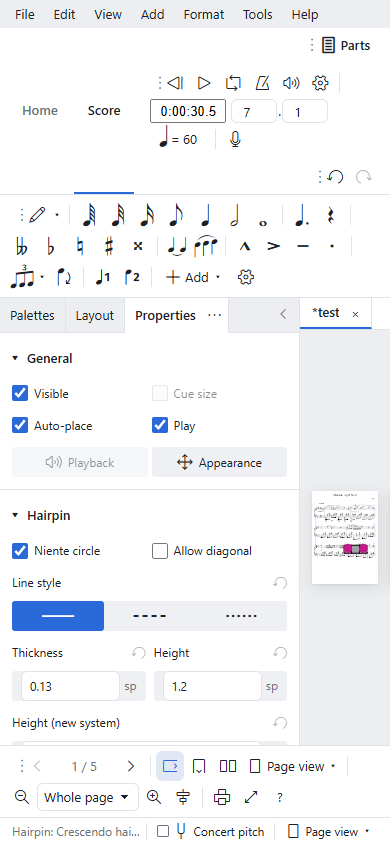 File Edit View Add Format Tools Help
Parts
Home Score 0:00:30.5 7 . 1
= 60
3 1 2 Add
Palettes Layout Properties ··· *test ×
General
Visible Cue size
Auto-place Play
Playback Appearance
Hairpin
Niente circle Allow diagonal
Line style
Thickness Height
0.13 sp 1.2 sp
Height (new system)
1 / 5 Page view
Whole page ?
Hairpin: Crescendo hai... Concert pitch Page view